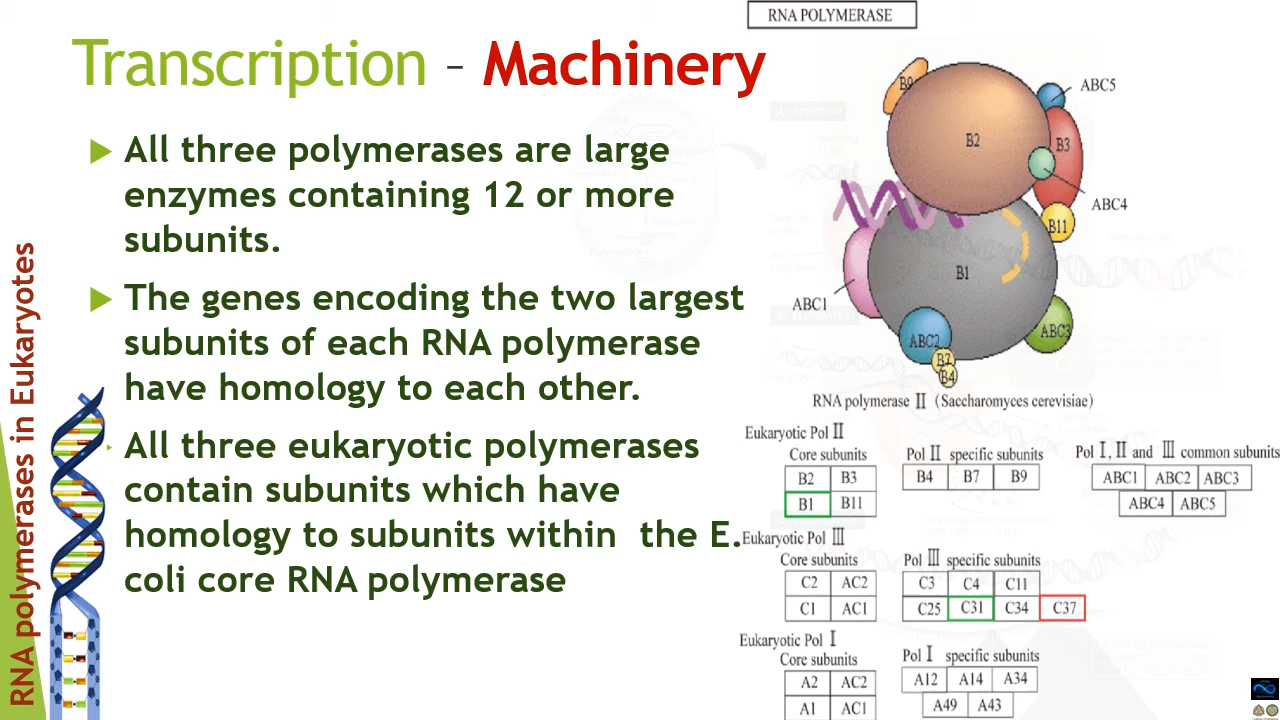 RNA POLYMERASE
Transcription – Machinery
All three polymerases are large
enzymes containing 12 or more
subunits.
The genes encoding the two largest
subunits of each RNA polymerase
have homology to each other.
All three eukaryotic polymerases
contain subunits which have
homology to subunits within the E.
coli core RNA polymerase
RNA polymerases in Eukaryotes
B9
ABC5
B2
B3
ABC4
B11
B1
ABC1
ABC3
ABC2
B7
B4
RNA polymerase Ⅱ (Saccharomyces cerevisiae)
Eukaryotic Pol Ⅱ
Core subunits
B2 B3
B1 B11
Pol Ⅱ specific subunits
B4 B7 B9
Pol Ⅰ, Ⅱ and Ⅲ common subunits
ABC1 ABC2 ABC3
ABC4 ABC5
Eukaryotic Pol Ⅲ
Core subunits
C2 AC2
C1 AC1
Pol Ⅲ specific subunits
C3 C4 C11
C25 C31 C34 C37
Eukaryotic Pol Ⅰ
Core subunits
A2 AC2
A1 AC1
Pol Ⅰ specific subunits
A12 A14 A34
A49 A43